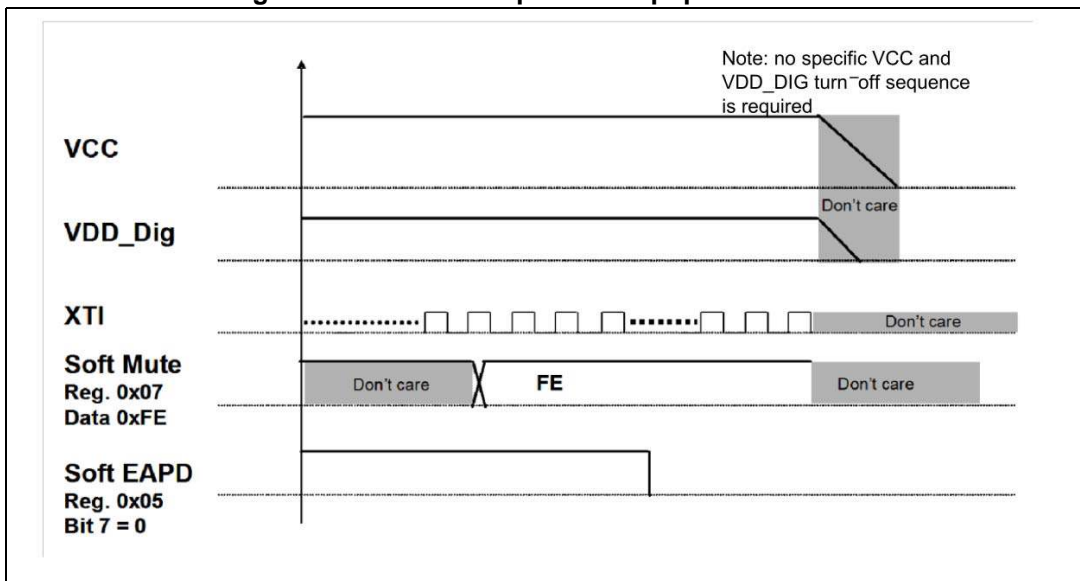 Note: no specific VCC and
VDD_DIG turn-off sequence
is required
VCC
Don't care
VDD_Dig
XTI
Don't care
Soft Mute
Reg. 0x07
Data 0xFE
Don't care
FE
Don't care
Soft EAPD
Reg. 0x05
Bit 7 = 0